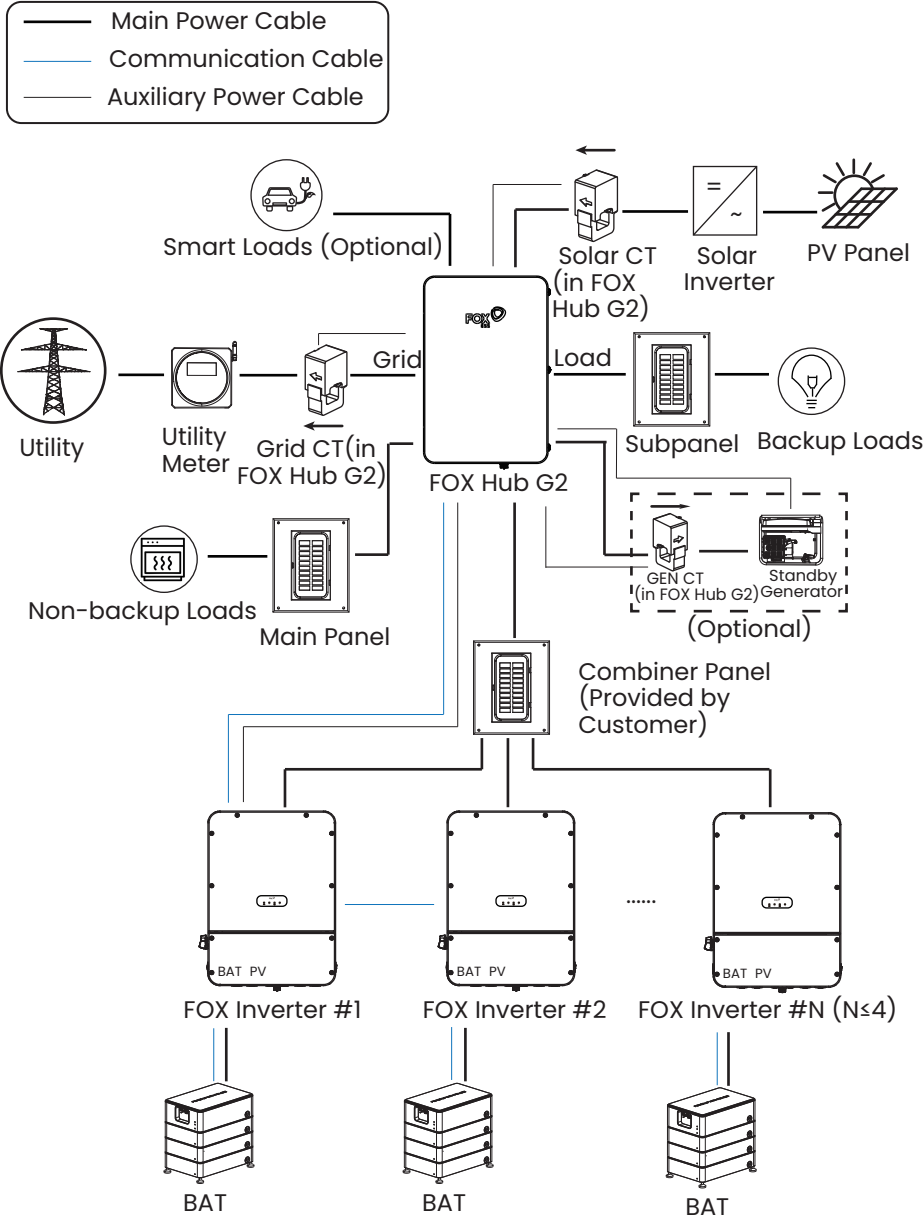 Main Power Cable
Communication Cable
Auxiliary Power Cable
Smart Loads (Optional)
Solar CT
(in FOX
Hub G2)
Solar
Inverter
PV Panel
=
~
FOX
Grid
Load
Utility
Utility
Meter
Grid CT(in
FOX Hub G2)
FOX Hub G2
Subpanel
Backup Loads
GEN CT
(in FOX Hub G2)
Standby
Generator
(Optional)
Non-backup Loads
Main Panel
Combiner Panel
(Provided by
Customer)
......
BAT PV
BAT PV
BAT PV
FOX Inverter #1
FOX Inverter #2
FOX Inverter #N (N≤4)
BAT
BAT
BAT